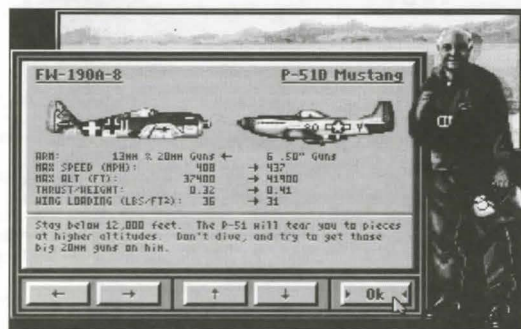 FW-190A-8 P-51D Mustang
ARM: 13MM & 20MM Guns ← 6 .50" Guns
MAX SPEED (MPH): 408 → 437
MAX ALT (FT): 37400 → 41900
THRUST/WEIGHT: 0.32 → 0.41
WING LOADING (LBS/FT2): 36 → 31
Stay below 12,000 feet. The P-51 will tear you to pieces
at higher altitudes. Don't dive, and try to get those
big 20MM guns on him.
← → ↑ ↓ Ok